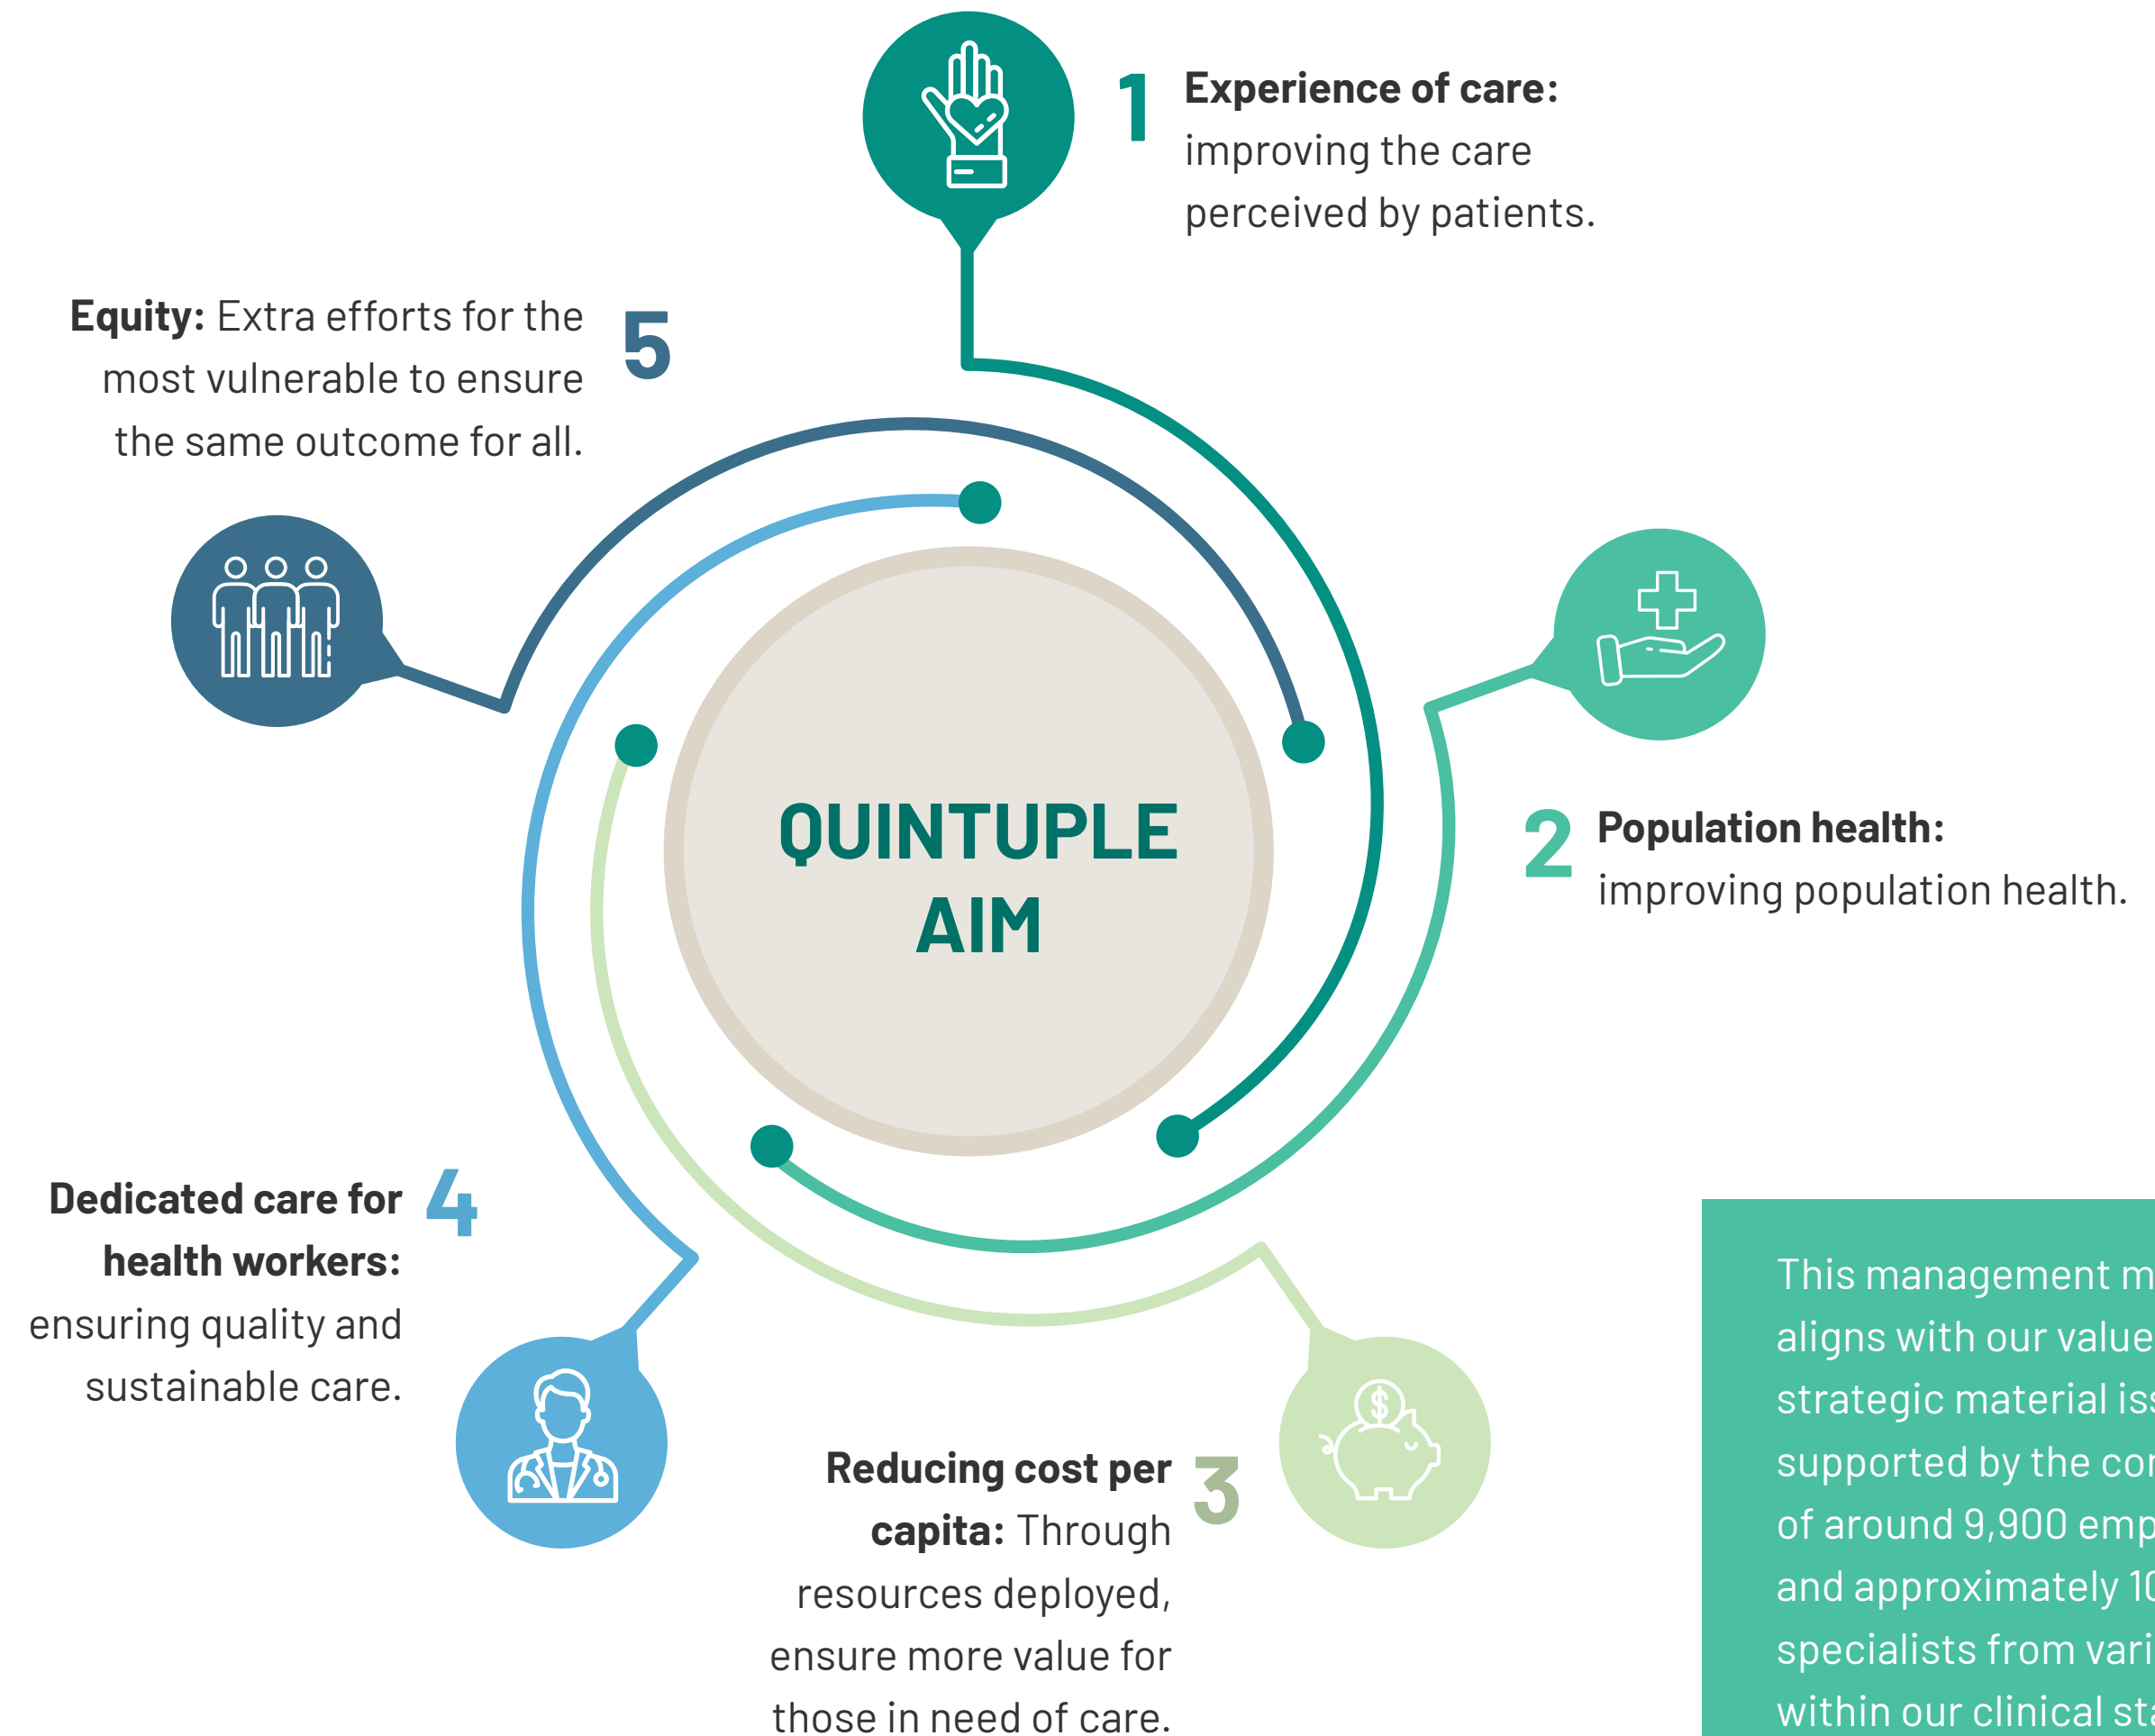 1
Experience of care:
improving the care
perceived by patients.
5
Equity: Extra efforts for the
most vulnerable to ensure
the same outcome for all.
QUINTUPLE
AIM
2
Population health:
improving population health.
4
Dedicated care for
health workers:
ensuring quality and
sustainable care.
3
Reducing cost per
capita: Through
resources deployed,
ensure more value for
those in need of care.
$
This management
aligns with our
strategic material
supported by the
of around 9,900
and approximately
specialists from
within our clinical